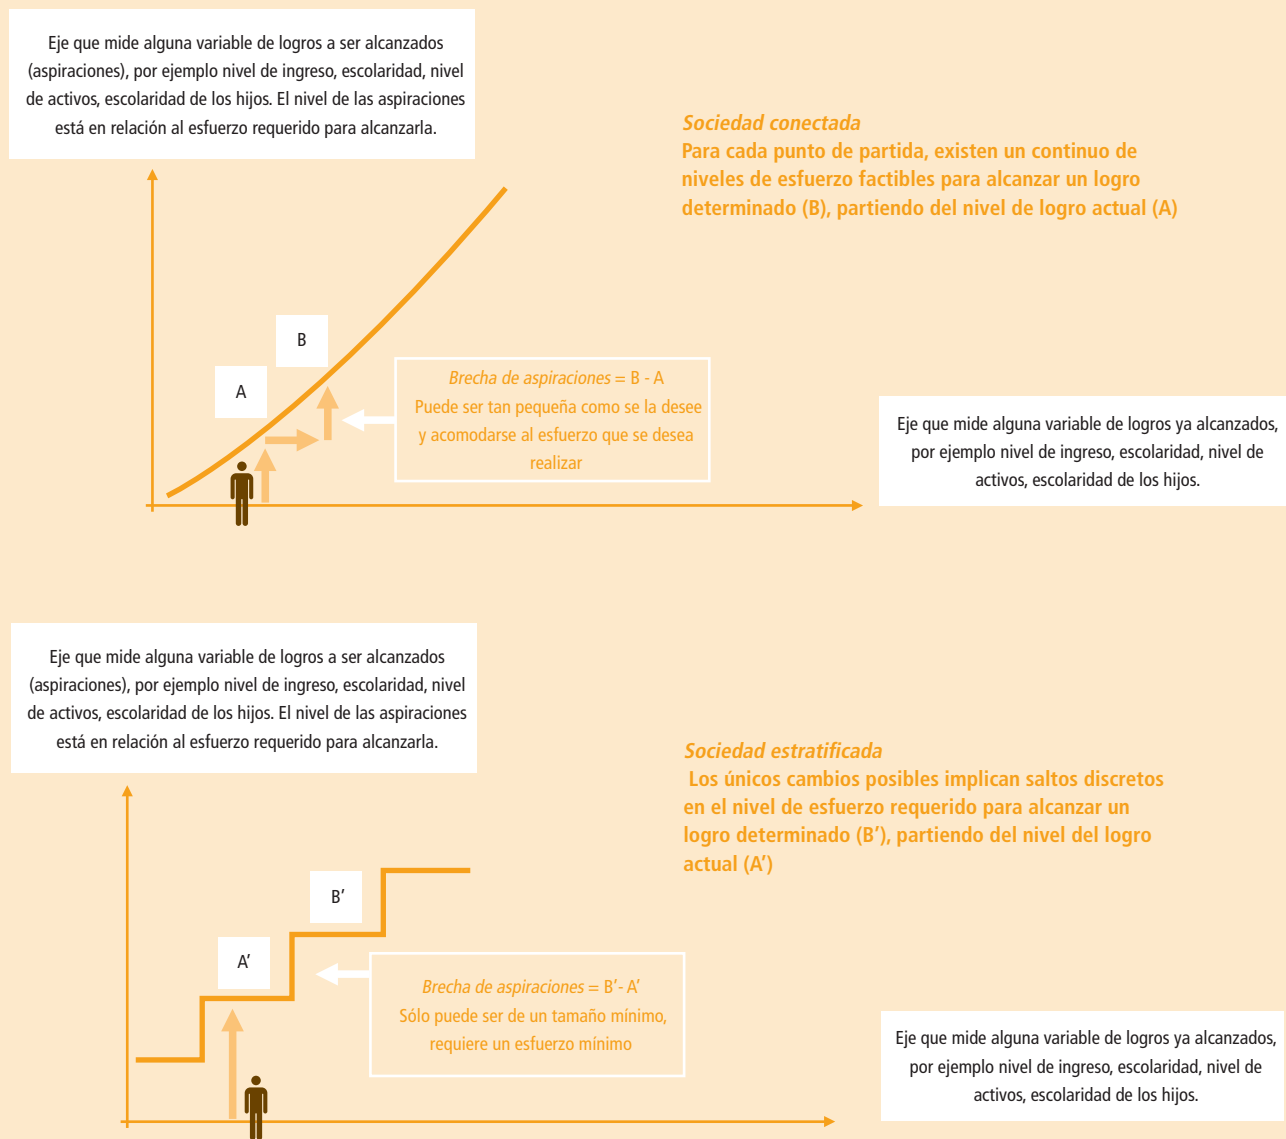 Eje que mide alguna variable de logros a ser alcanzados
(aspiraciones), por ejemplo nivel de ingreso, escolaridad, nivel
de activos, escolaridad de los hijos. El nivel de las aspiraciones
está en relación al esfuerzo requerido para alcanzarla.
Sociedad conectada
Para cada punto de partida, existen un continuo de
niveles de esfuerzo factibles para alcanzar un logro
determinado (B), partiendo del nivel de logro actual (A)
B
A
Brecha de aspiraciones = B - A
Puede ser tan pequeña como se la desee
y acomodarse al esfuerzo que se desea
realizar
Eje que mide alguna variable de logros ya alcanzados,
por ejemplo nivel de ingreso, escolaridad, nivel de
activos, escolaridad de los hijos.
Eje que mide alguna variable de logros a ser alcanzados
(aspiraciones), por ejemplo nivel de ingreso, escolaridad, nivel
de activos, escolaridad de los hijos. El nivel de las aspiraciones
está en relación al esfuerzo requerido para alcanzarla.
Sociedad estratificada
Los únicos cambios posibles implican saltos discretos
en el nivel de esfuerzo requerido para alcanzar un
logro determinado (B’), partiendo del nivel del logro
actual (A’)
B’
A’
Brecha de aspiraciones = B’- A’
Sólo puede ser de un tamaño mínimo,
requiere un esfuerzo mínimo
Eje que mide alguna variable de logros ya alcanzados,
por ejemplo nivel de ingreso, escolaridad, nivel de
activos, escolaridad de los hijos.